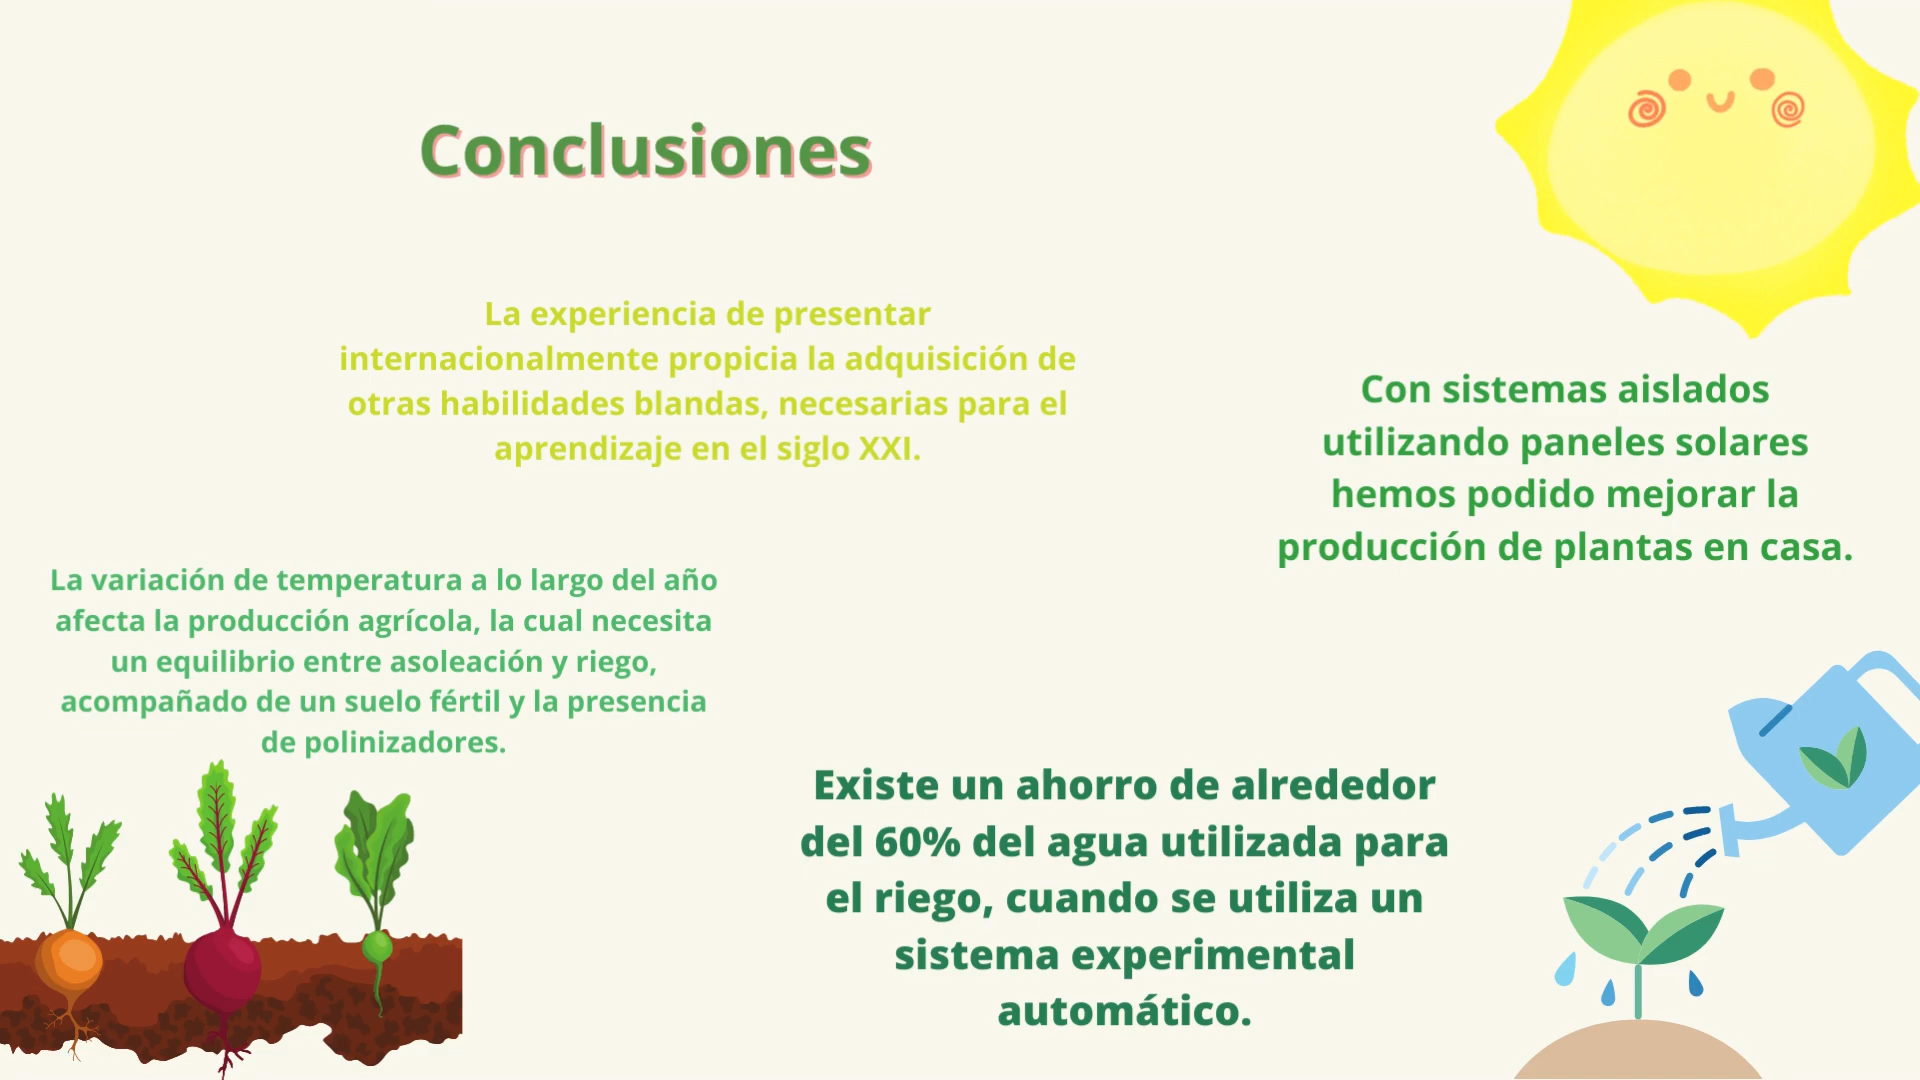 Conclusiones
La experiencia de presentar
internacionalmente propicia la adquisición de
otras habilidades blandas, necesarias para el
aprendizaje en el siglo XXI.
Con sistemas aislados
utilizando paneles solares
hemos podido mejorar la
producción de plantas en casa.
La variación de temperatura a lo largo del año
afecta la producción agrícola, la cual necesita
un equilibrio entre asoleación y riego,
acompañado de un suelo fértil y la presencia
de polinizadores.
Existe un ahorro de alrededor
del 60% del agua utilizada para
el riego, cuando se utiliza un
sistema experimental
automático.